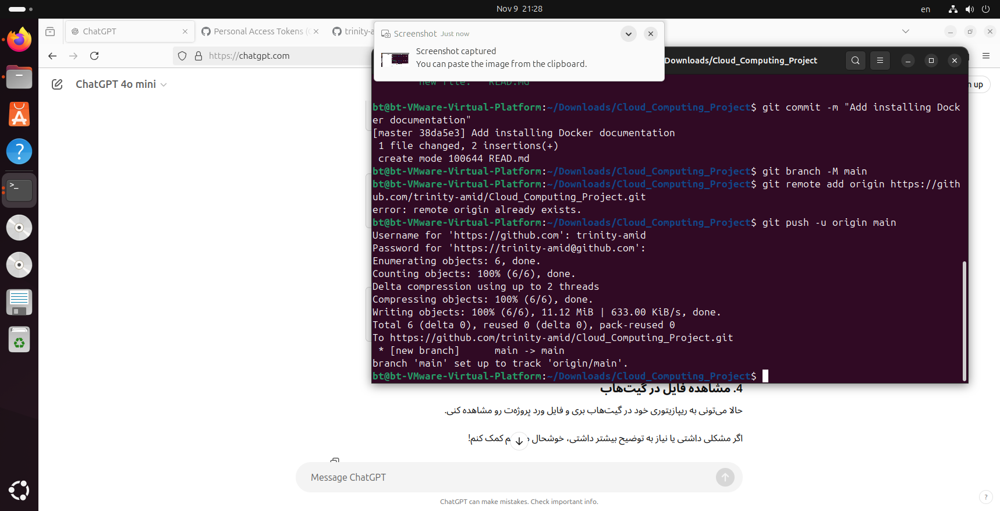 Nov 9 21:28
en
ChatGPT
Personal Access Tokens (
trinity-a
https://chatgpt.com
ChatGPT 4o mini
Screenshot Just now
Screenshot captured
You can paste the image from the clipboard.
Downloads/Cloud_Computing_Project
up
new file: READ.md
bt@bt-VMware-Virtual-Platform:~/Downloads/Cloud_Computing_Project$ git commit -m "Add installing Dock
er documentation"
[master 38da5e3] Add installing Docker documentation
1 file changed, 2 insertions(+)
create mode 100644 READ.md
bt@bt-VMware-Virtual-Platform:~/Downloads/Cloud_Computing_Project$ git branch -M main
bt@bt-VMware-Virtual-Platform:~/Downloads/Cloud_Computing_Project$ git remote add origin https://gith
ub.com/trinity-amid/Cloud_Computing_Project.git
error: remote origin already exists.
bt@bt-VMware-Virtual-Platform:~/Downloads/Cloud_Computing_Project$ git push -u origin main
Username for 'https://github.com': trinity-amid
Password for 'https://trinity-amid@github.com':
Enumerating objects: 6, done.
Counting objects: 100% (6/6), done.
Delta compression using up to 2 threads
Compressing objects: 100% (6/6), done.
Writing objects: 100% (6/6), 11.12 MiB | 633.00 KiB/s, done.
Total 6 (delta 0), reused 0 (delta 0), pack-reused 0
To https://github.com/trinity-amid/Cloud_Computing_Project.git
* [new branch] main -> main
branch 'main' set up to track 'origin/main'.
bt@bt-VMware-Virtual-Platform:~/Downloads/Cloud_Computing_Project$
4. مشاهده فایل در گیت‌هاب
حالا می‌تونی به ریپازیتوری خود در گیت‌هاب بری و فایل ورد پروژه‌ت رو مشاهده کنی.
اگر مشکلی داشتی یا نیاز به توضیح بیشتر داشتی، خوشحال کمک کنم!
Message ChatGPT
ChatGPT can make mistakes. Check important info.
?